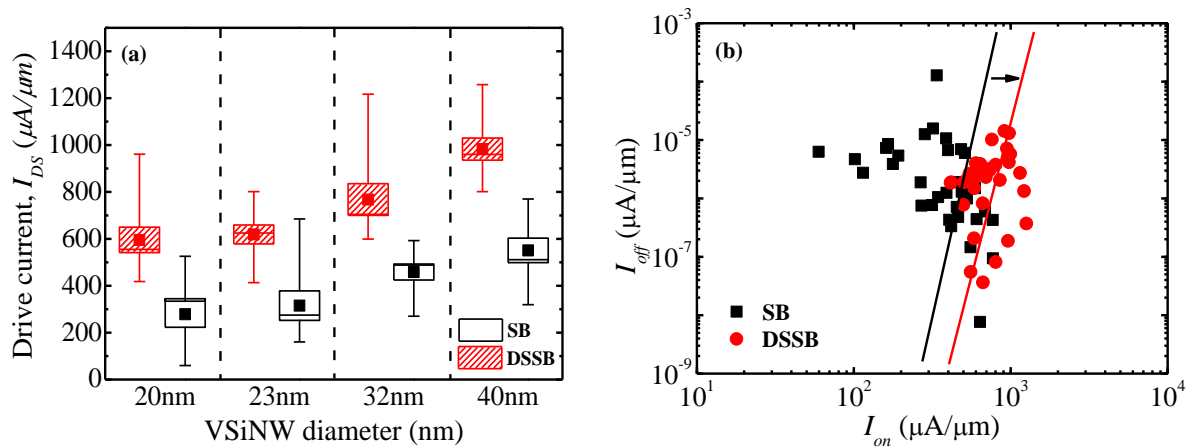 (a)
Drive current, I_DS (μA/μm)
1400
1200
1000
800
600
400
200
0
20nm 23nm 32nm 40nm
VSiNW diameter (nm)
SB
DSSB
(b)
I_off (μA/μm)
10^-3
10^-5
10^-7
10^-9
10^1 10^2 10^3 10^4
I_on (μA/μm)
SB
DSSB